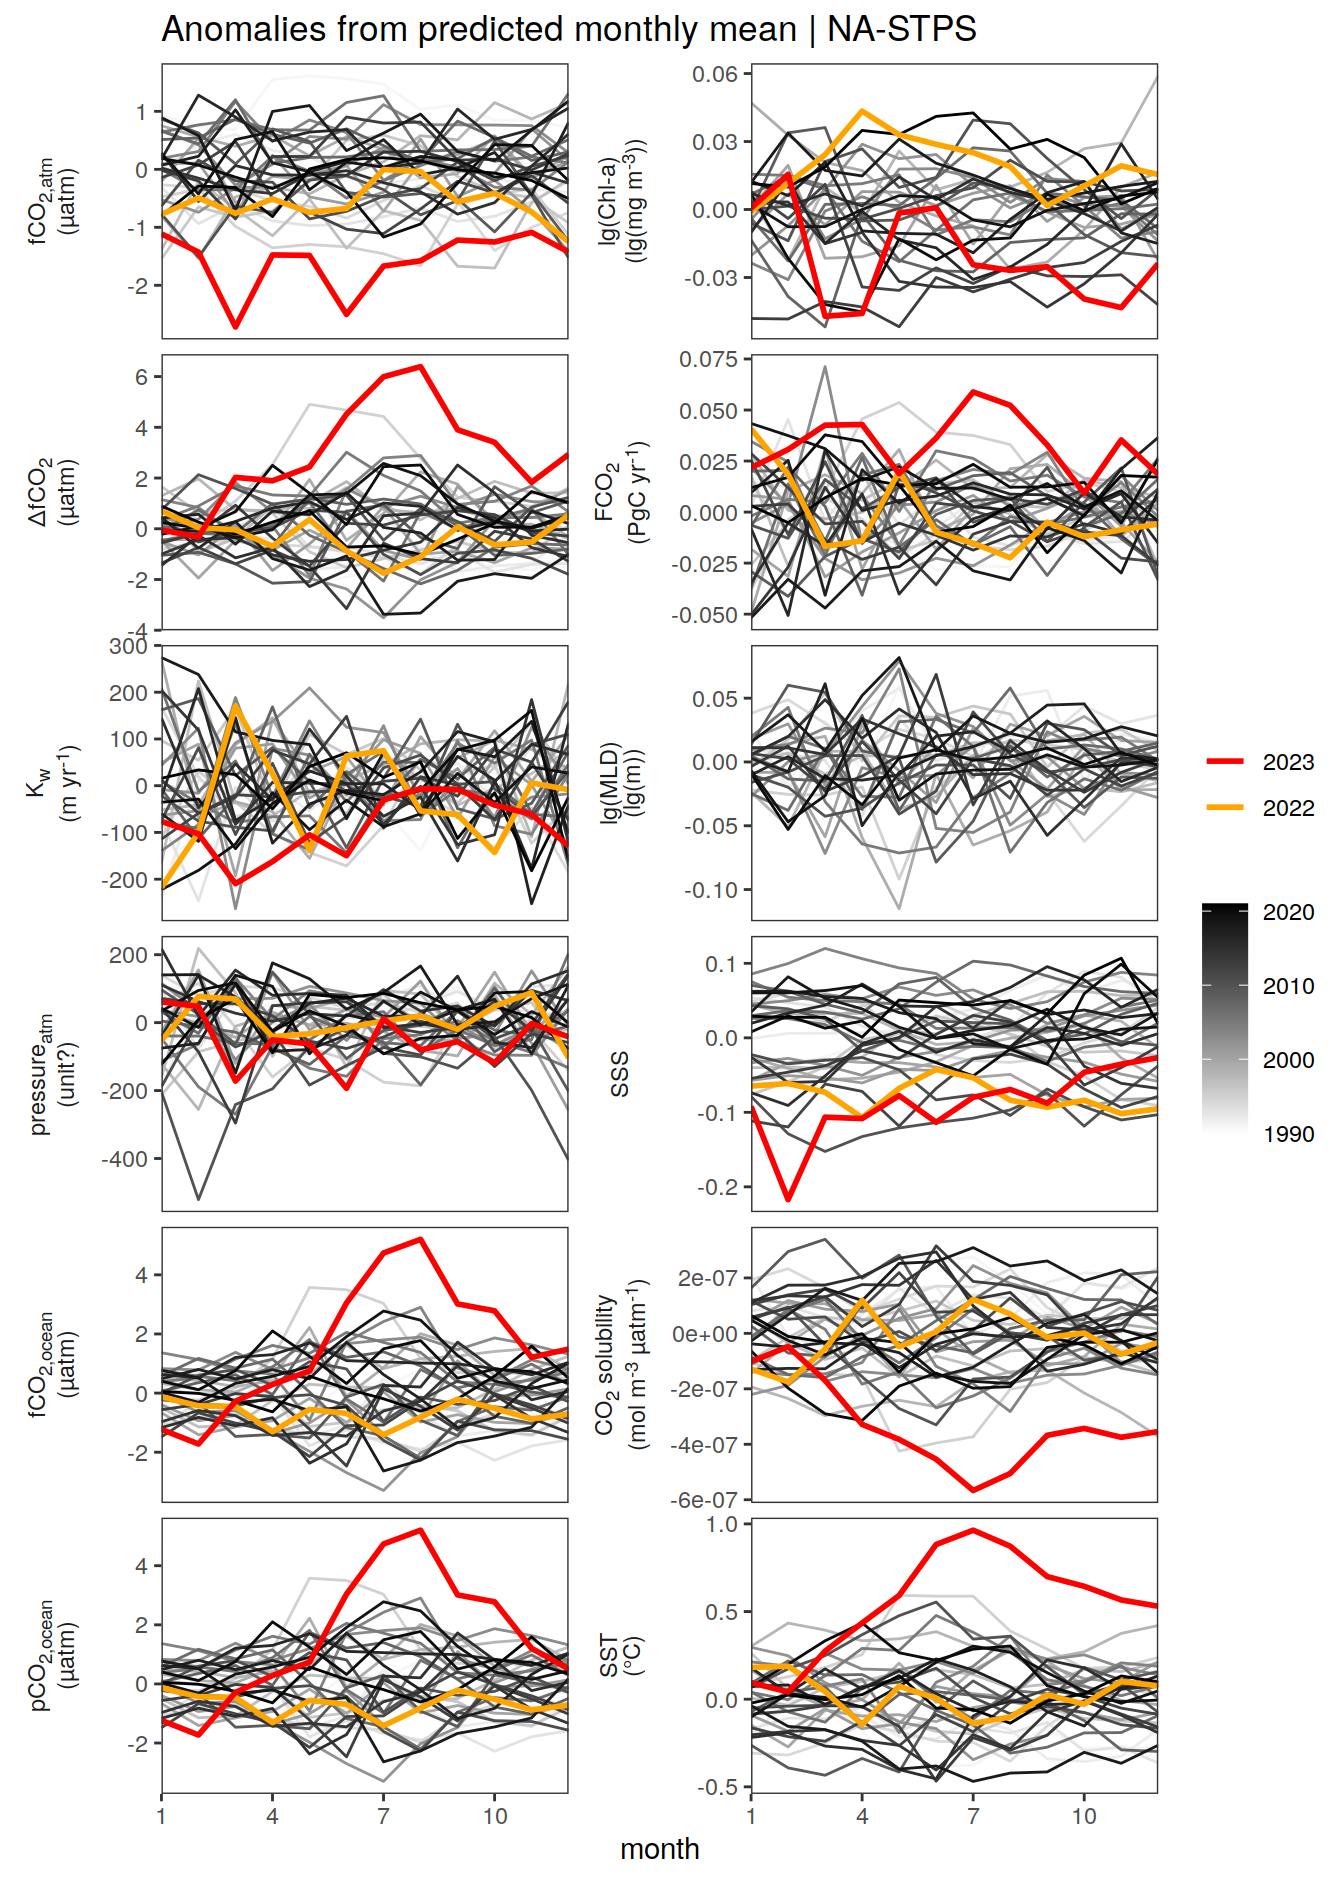 Anomalies from predicted monthly mean | NA-STPS
fCO2,atm
(µatm)
1
0
-1
-2
lg(Chl-a)
(lg(mg m-3))
0.06
0.03
0.00
-0.03
ΔfCO2
(µatm)
6
4
2
0
-2
-4
FCO2
(PgC yr-1)
0.075
0.050
0.025
0.000
-0.025
-0.050
Kw
(m yr-1)
300
200
100
0
-100
-200
lg(MLD)
(lg(m))
0.05
0.00
-0.05
-0.10
pressureatm
(unit?)
200
0
-200
-400
SSS
0.1
0.0
-0.1
-0.2
fCO2,ocean
(µatm)
4
2
0
-2
CO2 solubility
(mol m-3 µatm-1)
2e-07
0e+00
-2e-07
-4e-07
-6e-07
pCO2,ocean
(µatm)
4
2
0
-2
SST
(°C)
1.0
0.5
0.0
-0.5
1 4 7 10
1 4 7 10
month
2023
2022
2020
2010
2000
1990